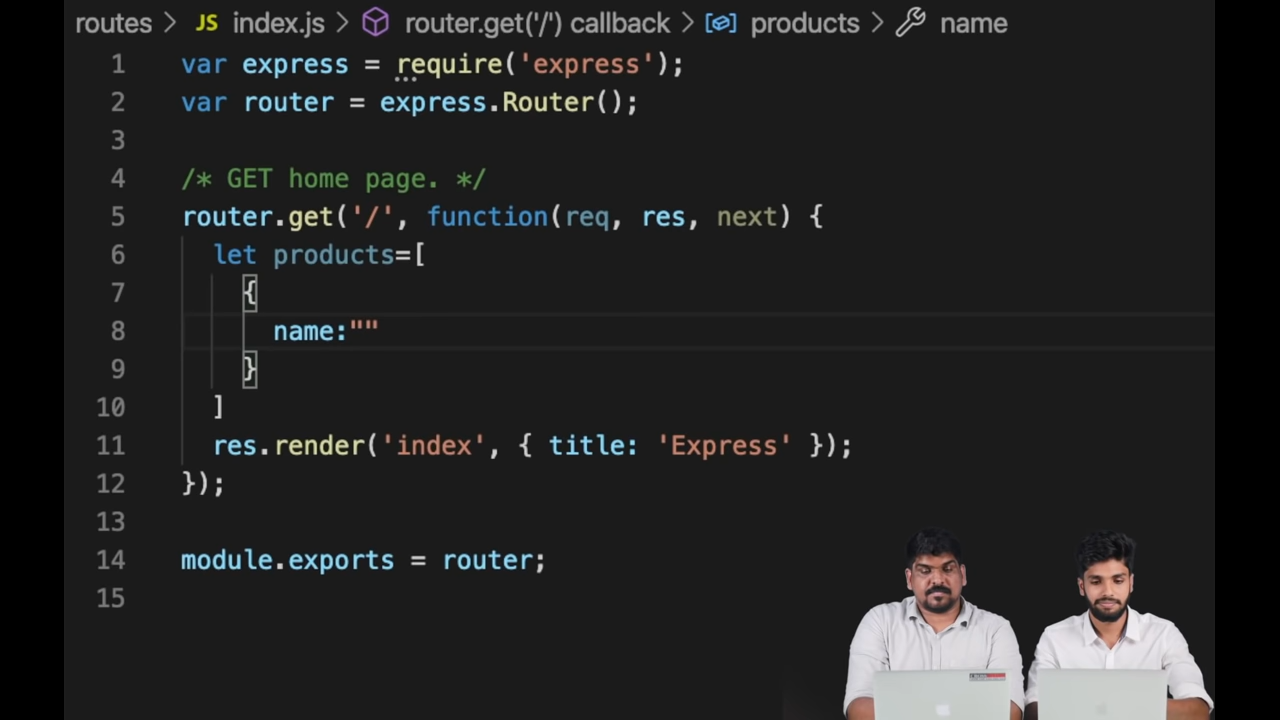 routes > JS index.js > router.get('/') callback > products > name
1 var express = require('express');
2 var router = express.Router();
3
4 /* GET home page. */
5 router.get('/', function(req, res, next) {
6   let products=[
7     {
8       name:""
9     }
10   ]
11   res.render('index', { title: 'Express' });
12 });
13
14 module.exports = router;
15